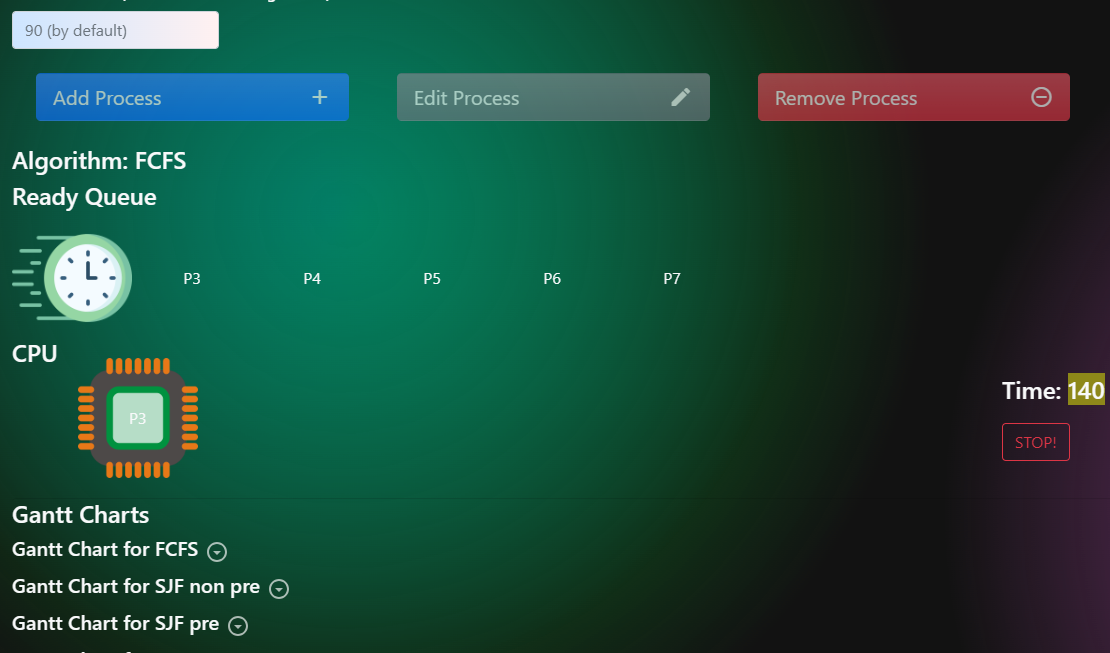 90 (by default)
Add Process
Edit Process
Remove Process
Algorithm: FCFS
Ready Queue
P3 P4 P5 P6 P7
CPU
P3
Time: 140
STOP!
Gantt Charts
Gantt Chart for FCFS
Gantt Chart for SJF non pre
Gantt Chart for SJF pre